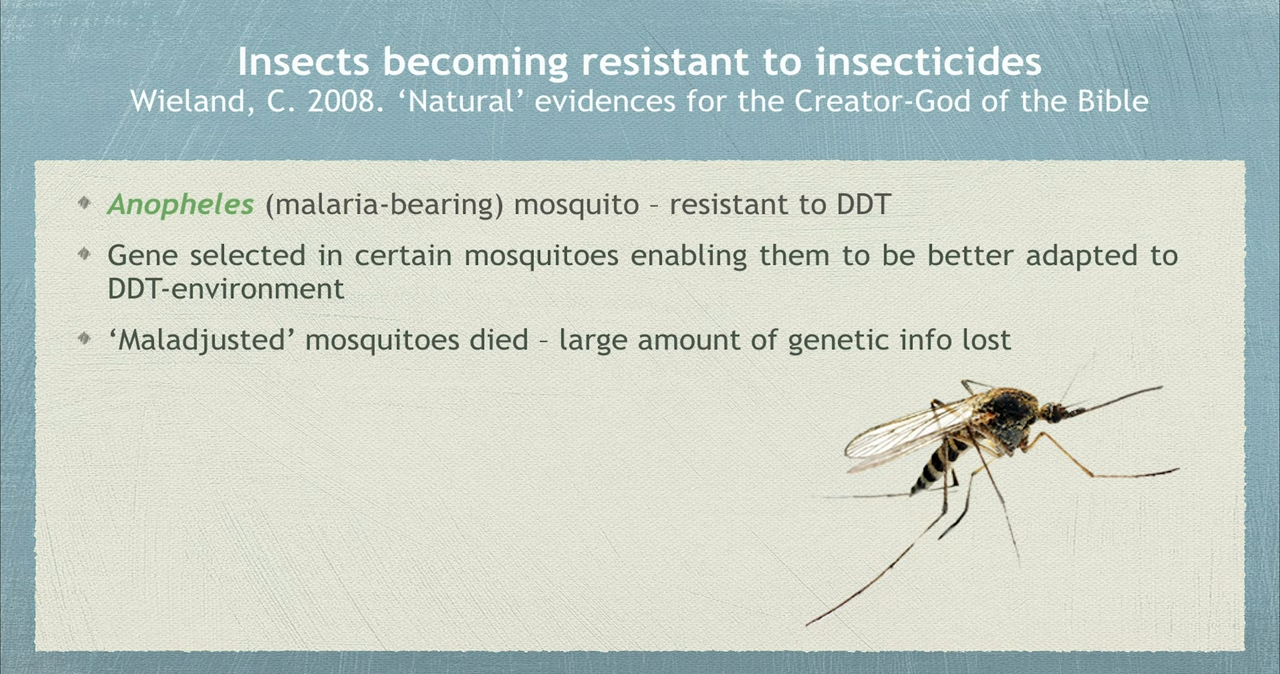 Insects becoming resistant to insecticides
Wieland, C. 2008. ‘Natural’ evidences for the Creator-God of the Bible
Anopheles (malaria-bearing) mosquito – resistant to DDT
Gene selected in certain mosquitoes enabling them to be better adapted to
DDT-environment
‘Maladjusted’ mosquitoes died – large amount of genetic info lost